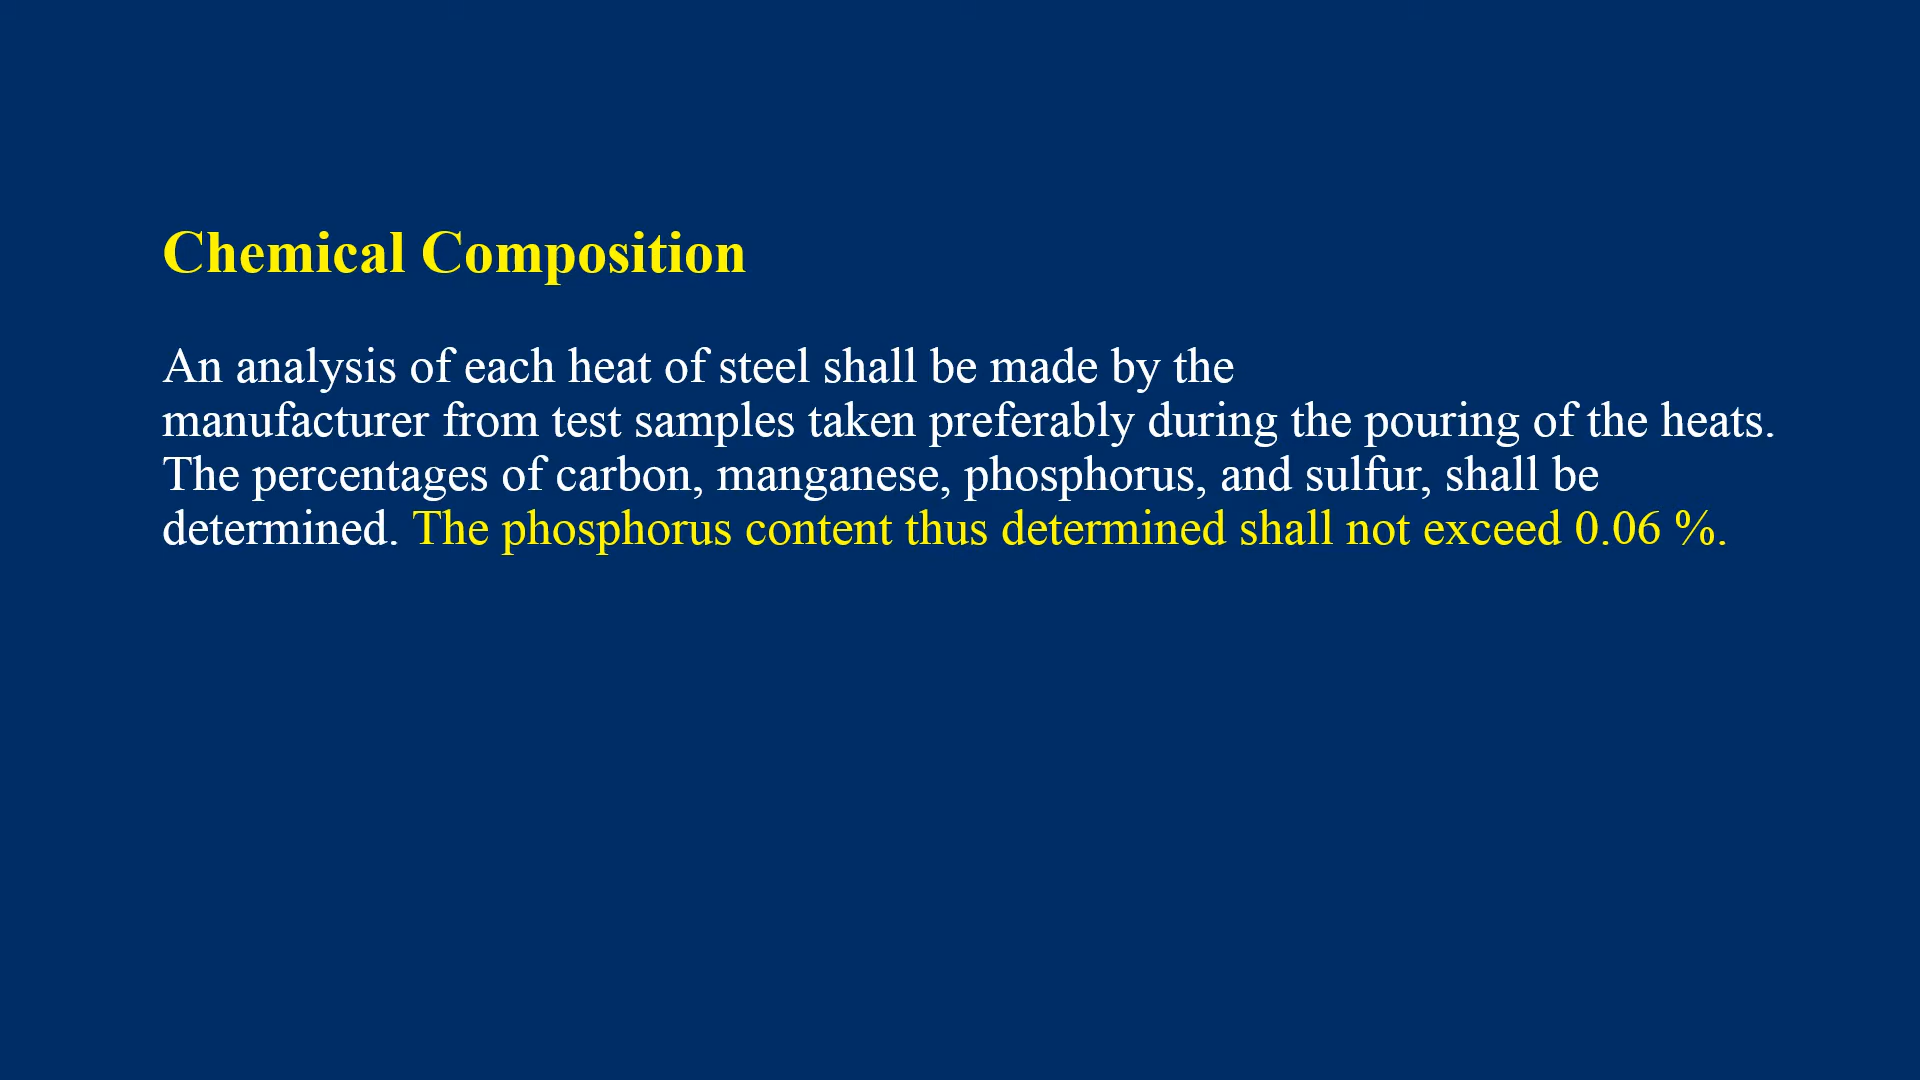 Chemical Composition
An analysis of each heat of steel shall be made by the
manufacturer from test samples taken preferably during the pouring of the heats.
The percentages of carbon, manganese, phosphorus, and sulfur, shall be
determined. The phosphorus content thus determined shall not exceed 0.06 %.